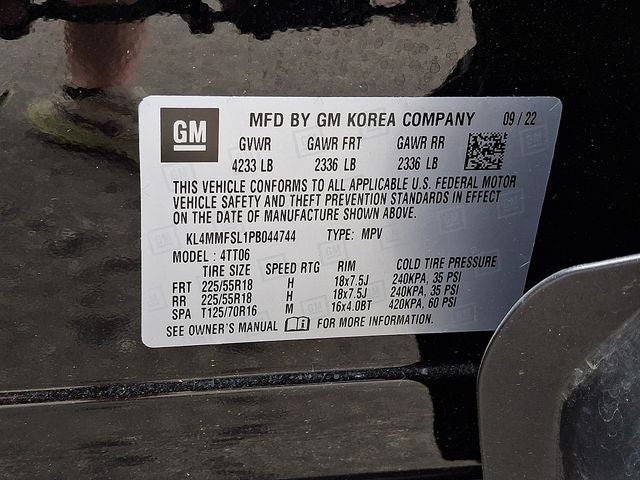 GM
MFD BY GM KOREA COMPANY 09 / 22
GVWR GAWR FRT GAWR RR
4233 LB 2336 LB 2336 LB
THIS VEHICLE CONFORMS TO ALL APPLICABLE U.S. FEDERAL MOTOR
VEHICLE SAFETY AND THEFT PREVENTION STANDARDS IN EFFECT
ON THE DATE OF MANUFACTURE SHOWN ABOVE.
KL4MMFSL1PB044744 TYPE: MPV
MODEL : 4TT06
TIRE SIZE SPEED RTG RIM COLD TIRE PRESSURE
FRT 225/55R18 H 18x7.5J 240KPA, 35 PSI
RR 225/55R18 H 18x7.5J 240KPA, 35 PSI
SPA T125/70R16 M 16x4.0BT 420KPA, 60 PSI
SEE OWNER'S MANUAL FOR MORE INFORMATION.